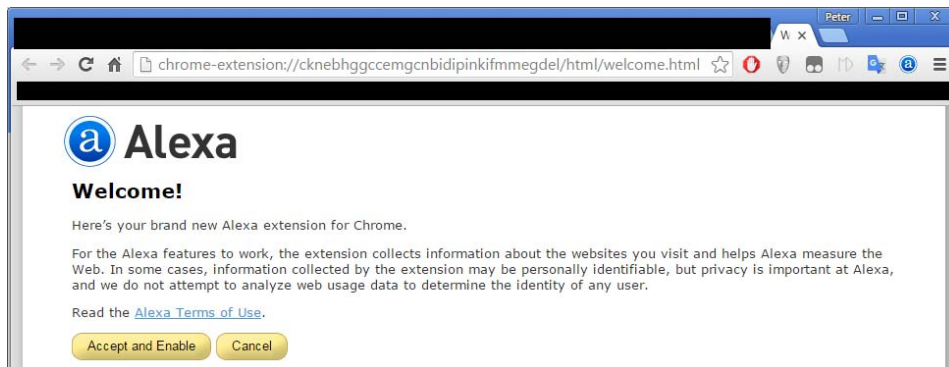 Peter
W
chrome-extension://cknebhggccemgcnbidipinkifmmegdel/html/welcome.html
a Alexa
Welcome!
Here's your brand new Alexa extension for Chrome.
For the Alexa features to work, the extension collects information about the websites you visit and helps Alexa measure the
Web. In some cases, information collected by the extension may be personally identifiable, but privacy is important at Alexa,
and we do not attempt to analyze web usage data to determine the identity of any user.
Read the Alexa Terms of Use.
Accept and Enable Cancel